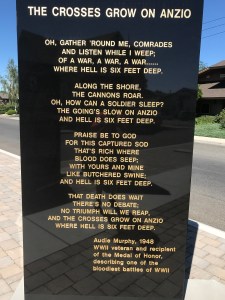 THE CROSSES GROW ON ANZIO
OH, GATHER 'ROUND ME, COMRADES
AND LISTEN WHILE I WEEP;
OF A WAR, A WAR, A WAR......
WHERE HELL IS SIX FEET DEEP.
ALONG THE SHORE,
THE CANNONS ROAR.
OH, HOW CAN A SOLDIER SLEEP?
THE GOING'S SLOW ON ANZIO
AND HELL IS SIX FEET DEEP.
PRAISE BE TO GOD
FOR THIS CAPTURED SOD
THAT'S RICH WHERE
BLOOD DOES SEEP;
WITH YOURS AND MINE
LIKE BUTCHERED SWINE;
AND HELL IS SIX FEET DEEP.
THAT DEATH DOES WAIT
THERE'S NO DEBATE;
NO TRIUMPH WILL WE REAP,
AND THE CROSSES GROW ON ANZIO
WHERE HELL IS SIX FEET DEEP.
Audie Murphy, 1948
WWII veteran and recipient
of the Medal of Honor,
describing one of the
bloodiest battles of WWII